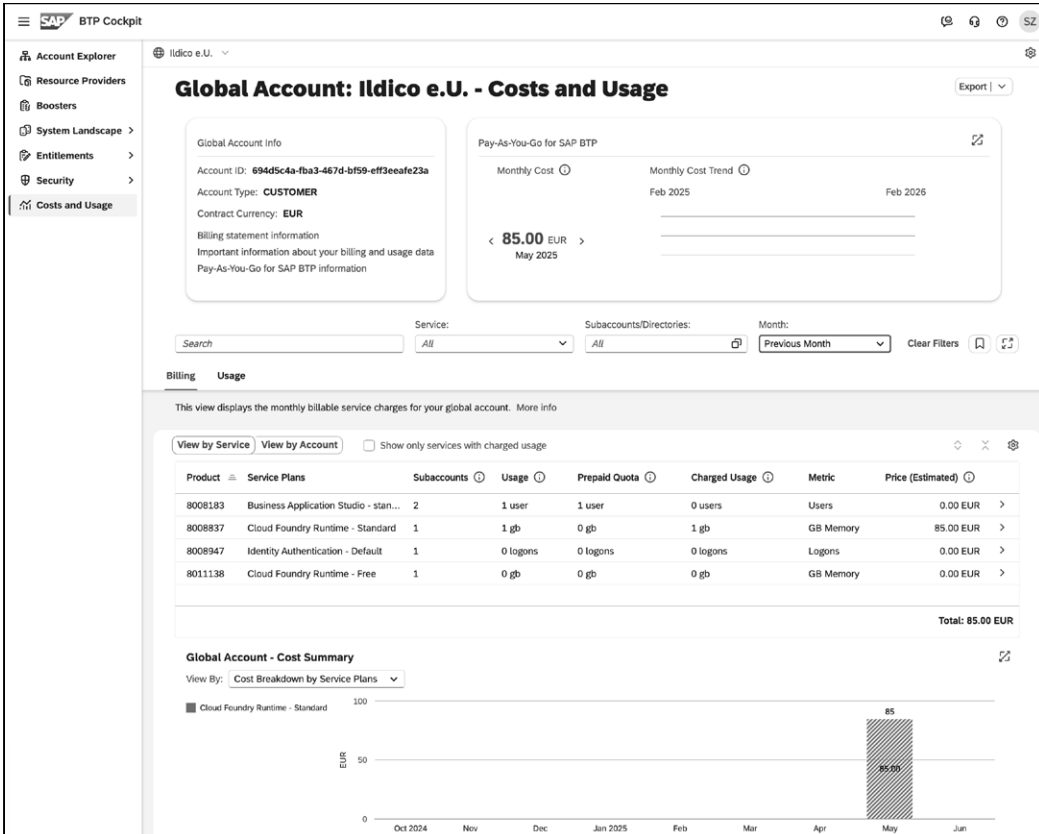 SAP BTP Cockpit
SZ
Account Explorer
Resource Providers
Boosters
System Landscape
Entitlements
Security
Costs and Usage
Ildico e.U.
Global Account: Ildico e.U. - Costs and Usage
Export
Global Account Info
Account ID: 694d5c4a-fba3-467d-bf59-eff3eeafe23a
Account Type: CUSTOMER
Contract Currency: EUR
Billing statement information
Important information about your billing and usage data
Pay-As-You-Go for SAP BTP information
Pay-As-You-Go for SAP BTP
Monthly Cost
Monthly Cost Trend
Feb 2025 Feb 2026
85.00 EUR
May 2025
Service: Subaccounts/Directories: Month:
Search All All Previous Month Clear Filters
Billing Usage
This view displays the monthly billable service charges for your global account. More info
View by Service View by Account Show only services with charged usage
Product Service Plans Subaccounts Usage Prepaid Quota Charged Usage Metric Price (Estimated)
8008183 Business Application Studio - stan... 2 1 user 1 user 0 users Users 0.00 EUR
8008837 Cloud Foundry Runtime - Standard 1 1 gb 0 gb 1 gb GB Memory 85.00 EUR
8008947 Identity Authentication - Default 1 0 logons 0 logons 0 logons Logons 0.00 EUR
8011138 Cloud Foundry Runtime - Free 1 0 gb 0 gb 0 gb GB Memory 0.00 EUR
Total: 85.00 EUR
Global Account - Cost Summary
View By: Cost Breakdown by Service Plans
Cloud Foundry Runtime - Standard
100
85
EUR
50
85.00
0
Oct 2024 Nov Dec Jan 2025 Feb Mar Apr May Jun